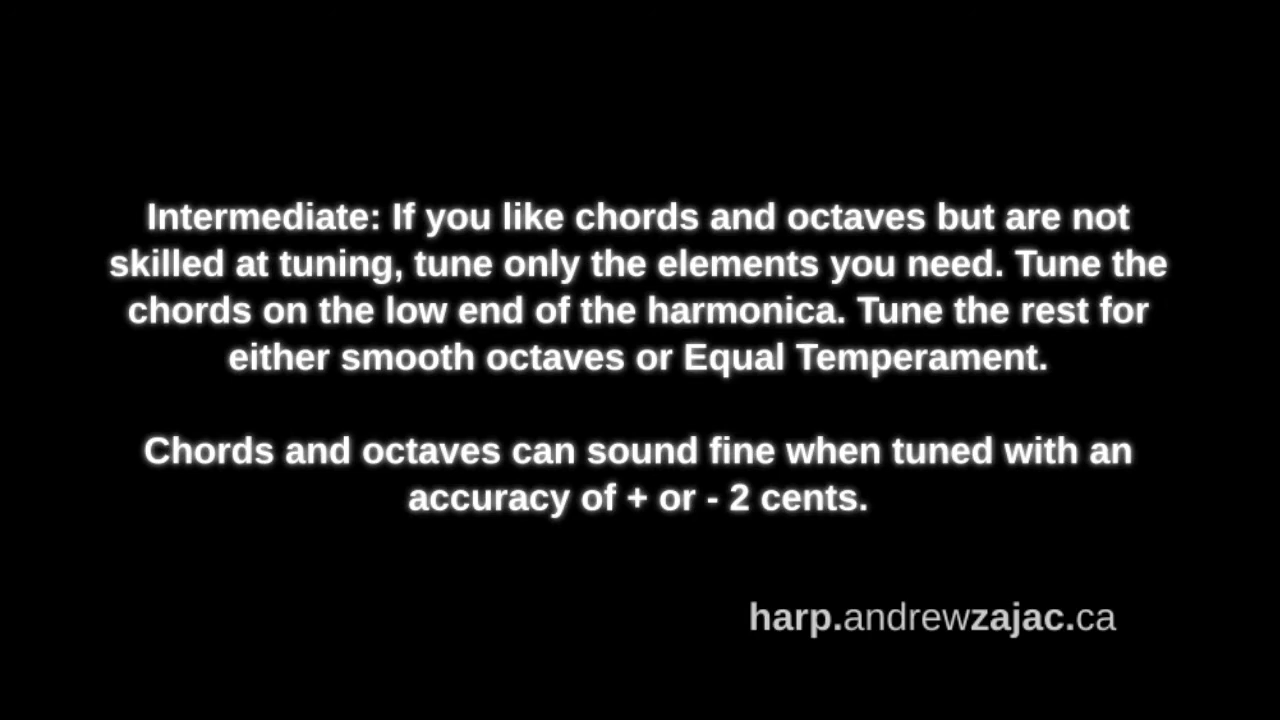 Intermediate: If you like chords and octaves but are not
skilled at tuning, tune only the elements you need. Tune the
chords on the low end of the harmonica. Tune the rest for
either smooth octaves or Equal Temperament.
Chords and octaves can sound fine when tuned with an
accuracy of + or - 2 cents.
harp.andrewzajac.ca